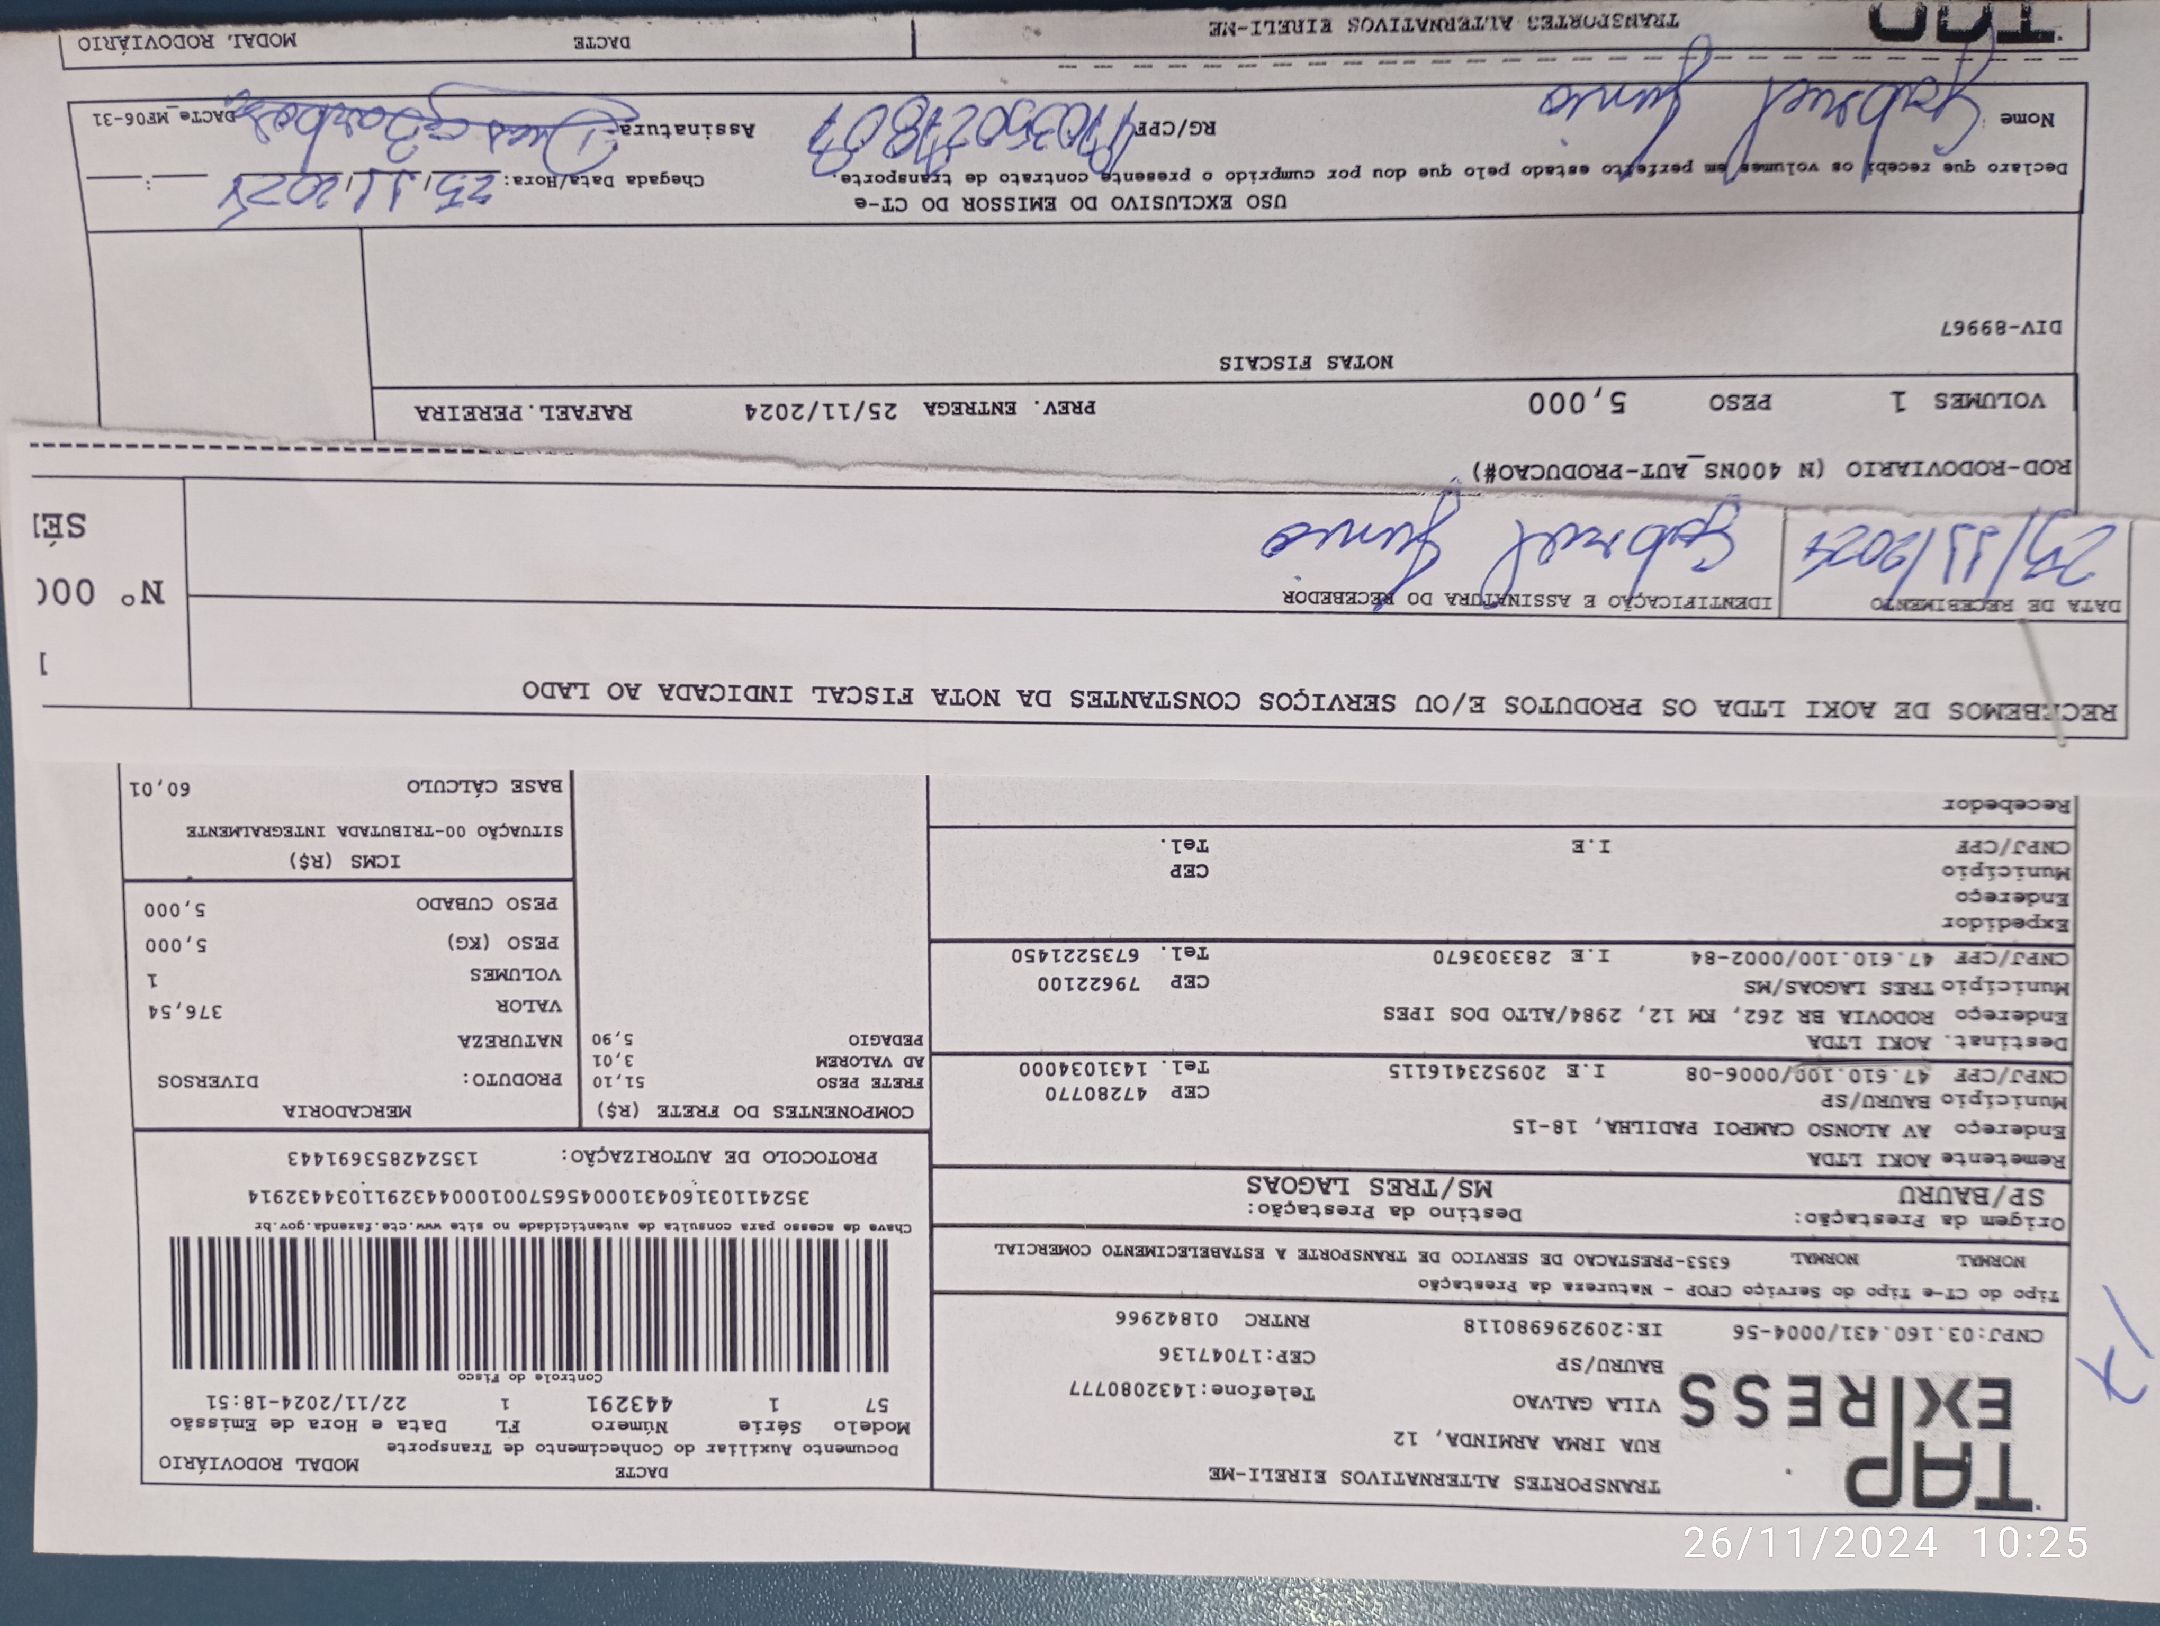 TAP
EXPRESS
TRANSPORTES ALTERNATIVOS EIRELI-ME
RUA IRMA ARMINDA, 12
VILA GALVAO Telefone:1432080777
BAURU/SP CEP:17047136
CNPJ:03.160.431/0004-56 IE:209296980118 RNTRC 01842966
DACTE MODAL RODOVIÁRIO
Documento Auxiliar do Conhecimento de Transporte
Modelo Série Número FL Data e Hora de Emissão
57 1 443291 1 22/11/2024-18:51
Controle do Fisco
Chave de acesso para consulta de autenticidade no site www.cte.fazenda.gov.br
35241103160431000456570010004432911034432914
PROTOCOLO DE AUTORIZAÇÃO: 135242853691443
Tipo do CT-e Tipo do Serviço CFOP - Natureza da Prestação
NORMAL NORMAL 6353-PRESTACAO DE SERVICO DE TRANSPORTE A ESTABELECIMENTO COMERCIAL
Origem da Prestação: Destino da Prestação:
SP/BAURU MS/TRES LAGOAS
Remetente AOKI LTDA
Endereço AV ALONSO CAMPOI PADILHA, 18-15
Município BAURU/SP CEP 47280770
CNPJ/CPF 47.610.100/0006-08 I.E 209523416115 Tel. 1431034000
Destinat. AOKI LTDA
Endereço RODOVIA BR 262, KM 12, 2984/ALTO DOS IPES
Município TRES LAGOAS/MS CEP 79622100
CNPJ/CPF 47.610.100/0002-84 I.E 283303670 Tel. 6735221450
Expedidor
Endereço
Município CEP
CNPJ/CPF I.E Tel.
Recebedor
COMPONENTES DO FRETE (R$)
FRETE PESO 51,10
AD VALOREM 3,01
PEDAGIO 5,90
MERCADORIA
PRODUTO: DIVERSOS
NATUREZA
VALOR 376,54
VOLUMES 1
PESO (KG) 5,000
PESO CUBADO 5,000
ICMS (R$)
SITUAÇÃO 00-TRIBUTADA INTEGRALMENTE
BASE CÁLCULO 60,01
RECEBEMOS DE AOKI LTDA OS PRODUTOS E/OU SERVIÇOS CONSTANTES DA NOTA FISCAL INDICADA AO LADO
DATA DE RECEBIMENTO IDENTIFICAÇÃO E ASSINATURA DO RECEBEDOR
25/11/2024 Gabriel Junio
Nº 00
SÉ
ROD-RODOVIARIO (N 400NS_AUT-PRODUCAO#)
VOLUMES 1 PESO 5,000 PREV. ENTREGA 25/11/2024 RAFAEL.PEREIRA
NOTAS FISCAIS
DIV-89967
USO EXCLUSIVO DO EMISSOR DO CT-e
Declaro que recebi os volumes em perfeito estado pelo que dou por cumprido o presente contrato de transporte. Chegada Data/Hora: 25/11/2024 :
Nome Gabriel Junio RG/CPF Assinatura
DACTe_MF06-31
TRANSPORTES ALTERNATIVOS EIRELI-ME DACTE MODAL RODOVIÁRIO
26/11/2024 10:25